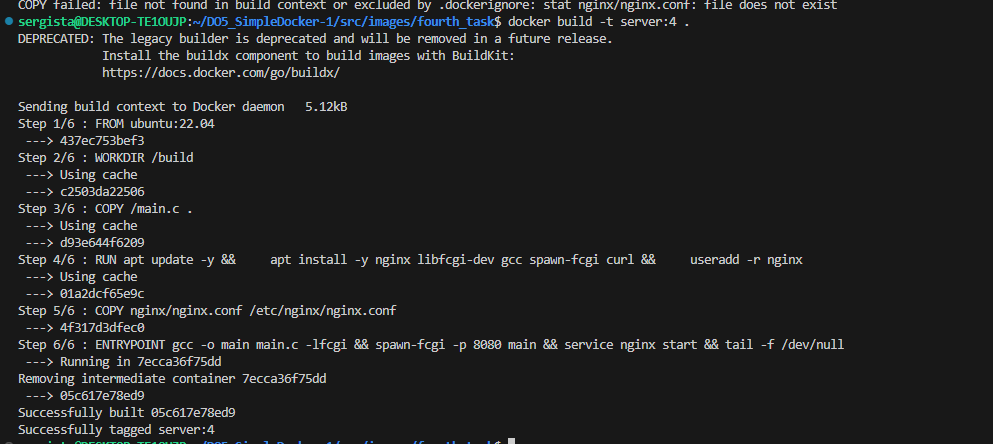 COPY failed: file not found in build context or excluded by .dockerignore: stat nginx/nginx.conf: file does not exist
sergista@DESKTOP-TE1OUJP:~/DO5_SimpleDocker-1/src/images/fourth_task$ docker build -t server:4 .
DEPRECATED: The legacy builder is deprecated and will be removed in a future release.
            Install the buildx component to build images with BuildKit:
            https://docs.docker.com/go/buildx/

Sending build context to Docker daemon   5.12kB
Step 1/6 : FROM ubuntu:22.04
 ---> 437ec753bef3
Step 2/6 : WORKDIR /build
 ---> Using cache
 ---> c2503da22506
Step 3/6 : COPY /main.c .
 ---> Using cache
 ---> d93e644f6209
Step 4/6 : RUN apt update -y &&     apt install -y nginx libfcgi-dev gcc spawn-fcgi curl &&     useradd -r nginx
 ---> Using cache
 ---> 01a2dcf65e9c
Step 5/6 : COPY nginx/nginx.conf /etc/nginx/nginx.conf
 ---> 4f317d3dfec0
Step 6/6 : ENTRYPOINT gcc -o main main.c -lfcgi && spawn-fcgi -p 8080 main && service nginx start && tail -f /dev/null
 ---> Running in 7ecca36f75dd
Removing intermediate container 7ecca36f75dd
 ---> 05c617e78ed9
Successfully built 05c617e78ed9
Successfully tagged server:4